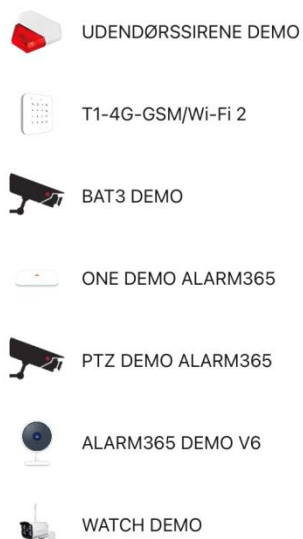 UDENDØRSSIRENE DEMO
T1-4G-GSM/Wi-Fi 2
BAT3 DEMO
ONE DEMO ALARM365
PTZ DEMO ALARM365
ALARM365 DEMO V6
WATCH DEMO